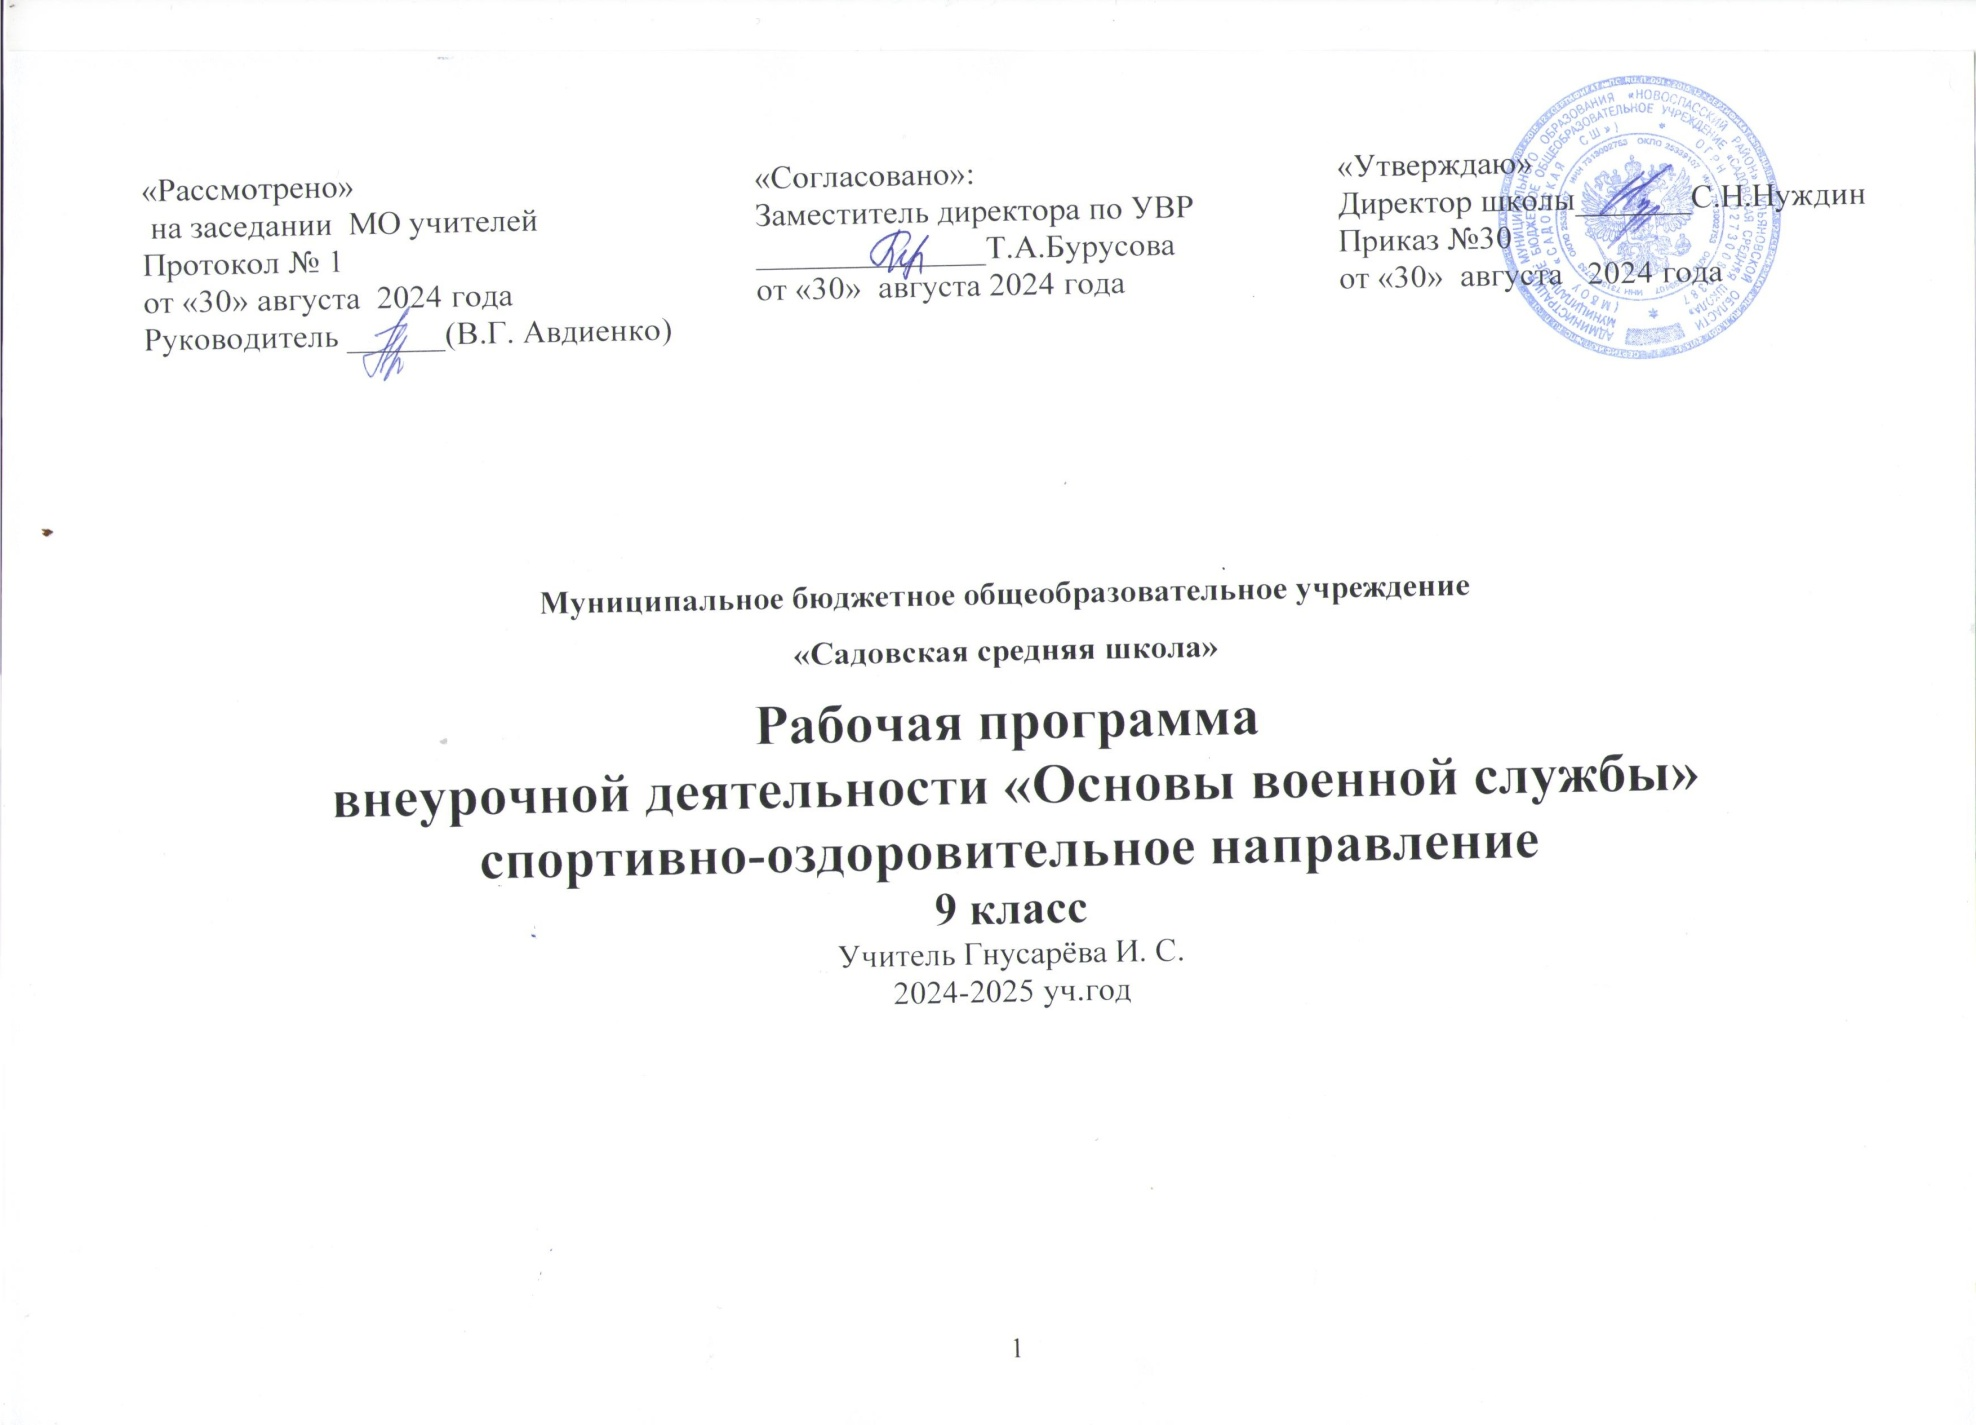 «Рассмотрено»
на заседании МО учителей
Протокол № 1
от «30» августа 2024 года
Руководитель ______(В.Г. Авдиенко)
«Согласовано»:
Заместитель директора по УВР
______________Т.А.Бурусова
от «30» августа 2024 года
«Утверждаю»
Директор школы_______С.Н.Нуждин
Приказ №30
от «30» августа 2024 года
Муниципальное бюджетное общеобразовательное учреждение
«Садовская средняя школа»
Рабочая программа
внеурочной деятельности «Основы военной службы»
спортивно-оздоровительное направление
9 класс
Учитель Гнусарёва И. С.
2024-2025 уч.год
1